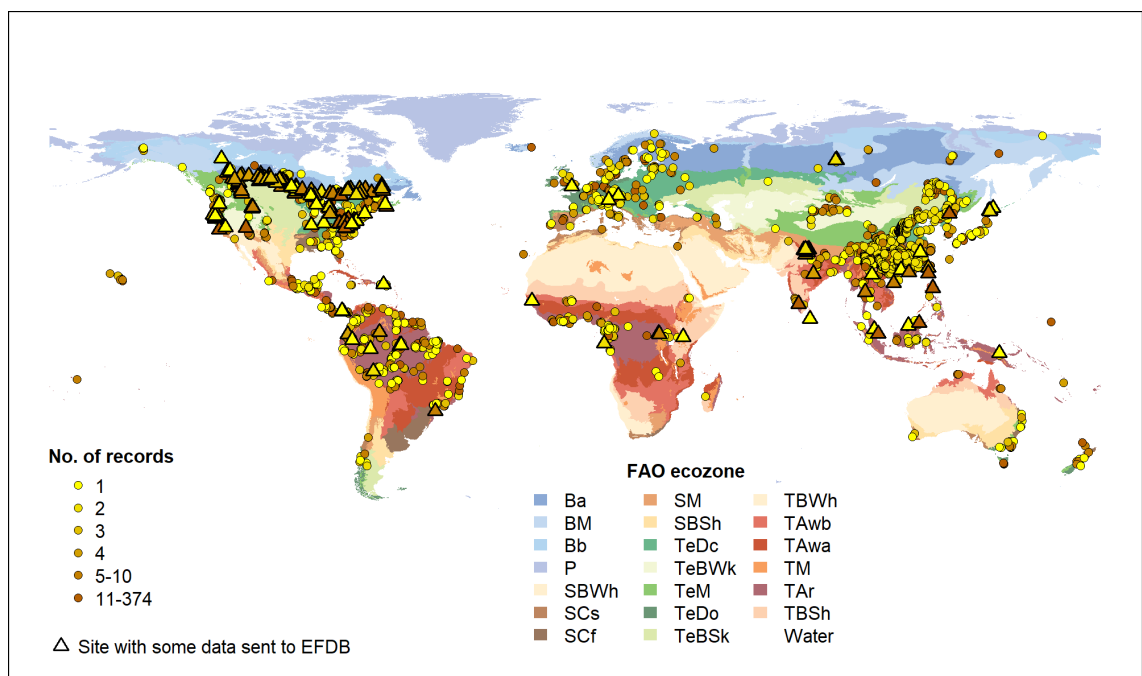 No. of records
1
2
3
4
5-10
11-374
Site with some data sent to EFDB
FAO ecozone
Ba
BM
Bb
P
SBWh
SCs
SCf
SM
SBSh
TeDc
TeBWk
TeM
TeDo
TeBSk
TBWh
TAwb
TAwa
TM
TAr
TBSh
Water